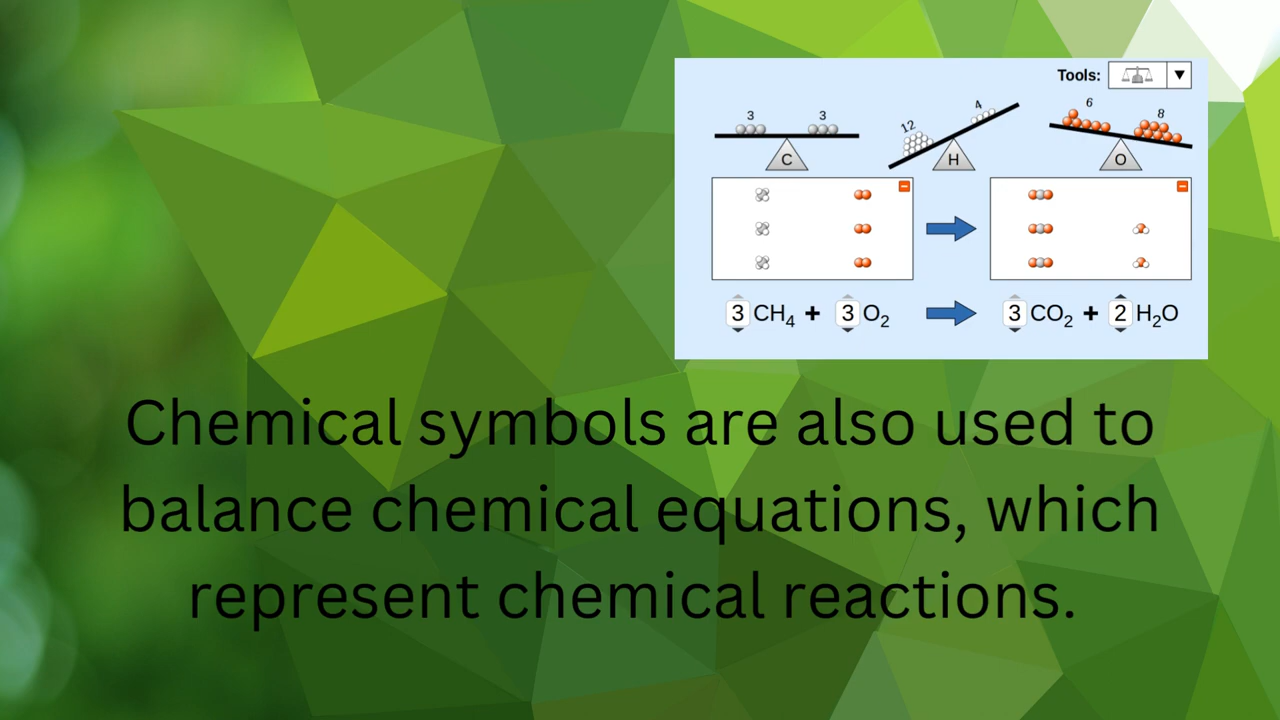 Tools:
3 3 12 4 6 8
C H O
3 CH₄ + 3 O₂ 3 CO₂ + 2 H₂O
Chemical symbols are also used to
balance chemical equations, which
represent chemical reactions.